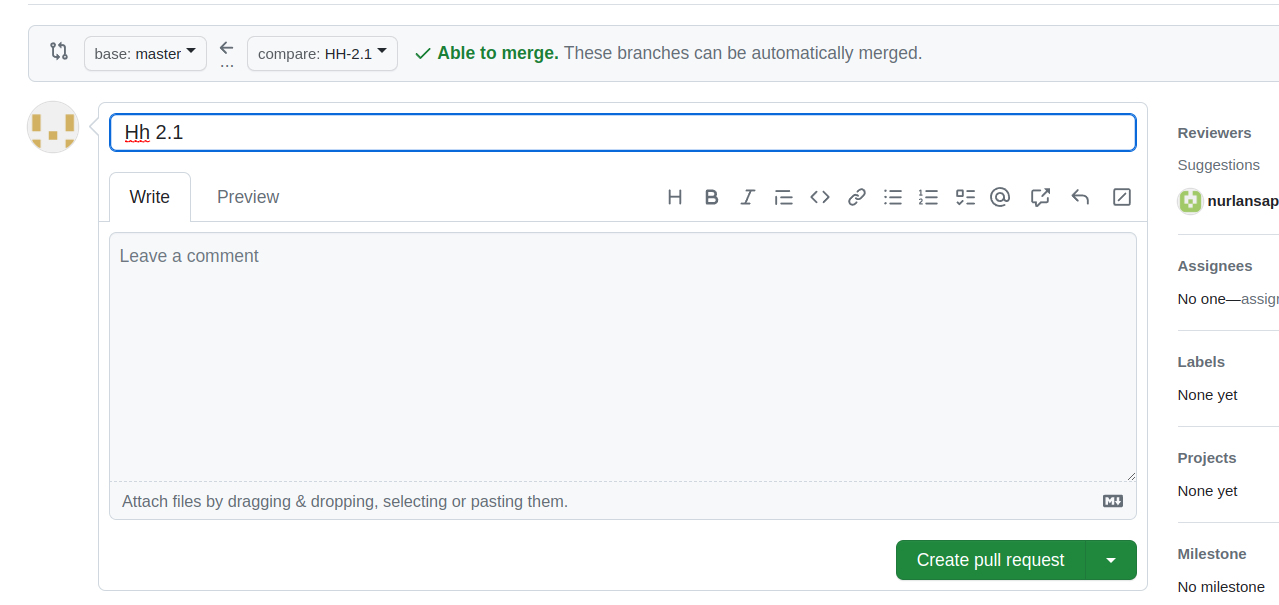 base: master
compare: HH-2.1
Able to merge. These branches can be automatically merged.
Hh 2.1
Write
Preview
Leave a comment
Attach files by dragging & dropping, selecting or pasting them.
Create pull request
Reviewers
Suggestions
nurlansap
Assignees
No one—assign
Labels
None yet
Projects
None yet
Milestone
No milestone